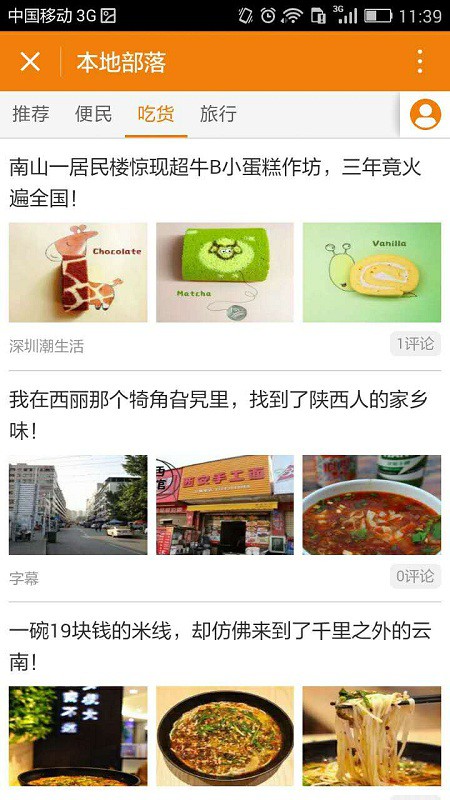 中国移动 3G
3G
11:39
本地部落
推荐 便民 吃货 旅行
南山一居民楼惊现超牛B小蛋糕作坊，三年竟火
遍全国！
Chocolate
Matcha
Vanilla
深圳潮生活
1评论
我在西丽那个犄角旮旯里，找到了陕西人的家乡
味！
西安手工面
字幕
0评论
一碗19块钱的米线，却仿佛来到了千里之外的云
南！